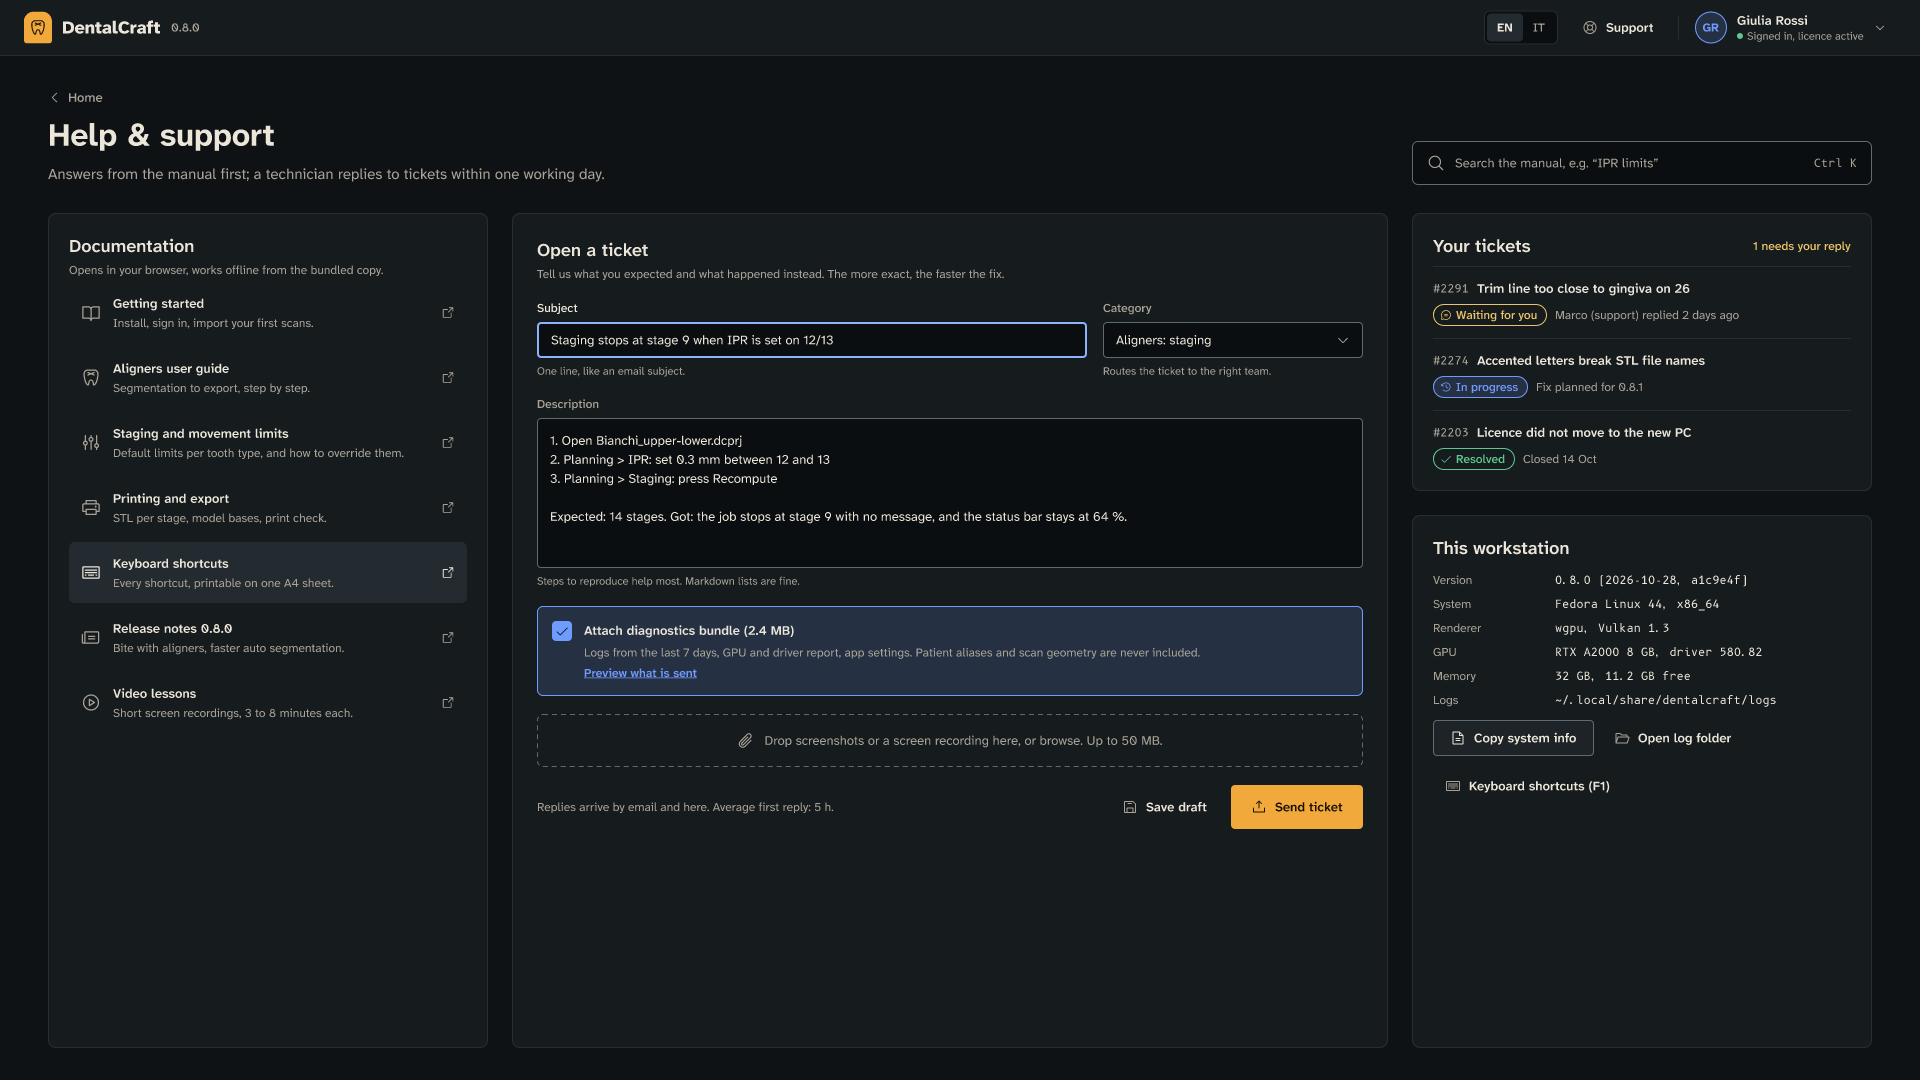 DentalCraft 0.8.0
EN IT
Support
GR
Giulia Rossi
Signed in, licence active
Home
Help & support
Answers from the manual first; a technician replies to tickets within one working day.
Search the manual, e.g. “IPR limits” Ctrl K
Documentation
Opens in your browser, works offline from the bundled copy.
Getting started
Install, sign in, import your first scans.
Aligners user guide
Segmentation to export, step by step.
Staging and movement limits
Default limits per tooth type, and how to override them.
Printing and export
STL per stage, model bases, print check.
Keyboard shortcuts
Every shortcut, printable on one A4 sheet.
Release notes 0.8.0
Bite with aligners, faster auto segmentation.
Video lessons
Short screen recordings, 3 to 8 minutes each.
Open a ticket
Tell us what you expected and what happened instead. The more exact, the faster the fix.
Subject
Staging stops at stage 9 when IPR is set on 12/13
One line, like an email subject.
Category
Aligners: staging
Routes the ticket to the right team.
Description
1. Open Bianchi_upper-lower.dcprj
2. Planning > IPR: set 0.3 mm between 12 and 13
3. Planning > Staging: press Recompute
Expected: 14 stages. Got: the job stops at stage 9 with no message, and the status bar stays at 64 %.
Steps to reproduce help most. Markdown lists are fine.
Attach diagnostics bundle (2.4 MB)
Logs from the last 7 days, GPU and driver report, app settings. Patient aliases and scan geometry are never included.
Preview what is sent
Drop screenshots or a screen recording here, or browse. Up to 50 MB.
Replies arrive by email and here. Average first reply: 5 h.
Save draft
Send ticket
Your tickets
1 needs your reply
#2291 Trim line too close to gingiva on 26
Waiting for you Marco (support) replied 2 days ago
#2274 Accented letters break STL file names
In progress Fix planned for 0.8.1
#2203 Licence did not move to the new PC
Resolved Closed 14 Oct
This workstation
Version 0.8.0 [2026-10-28, a1c9e4f]
System Fedora Linux 44, x86_64
Renderer wgpu, Vulkan 1.3
GPU RTX A2000 8 GB, driver 580.82
Memory 32 GB, 11.2 GB free
Logs ~/.local/share/dentalcraft/logs
Copy system info
Open log folder
Keyboard shortcuts (F1)